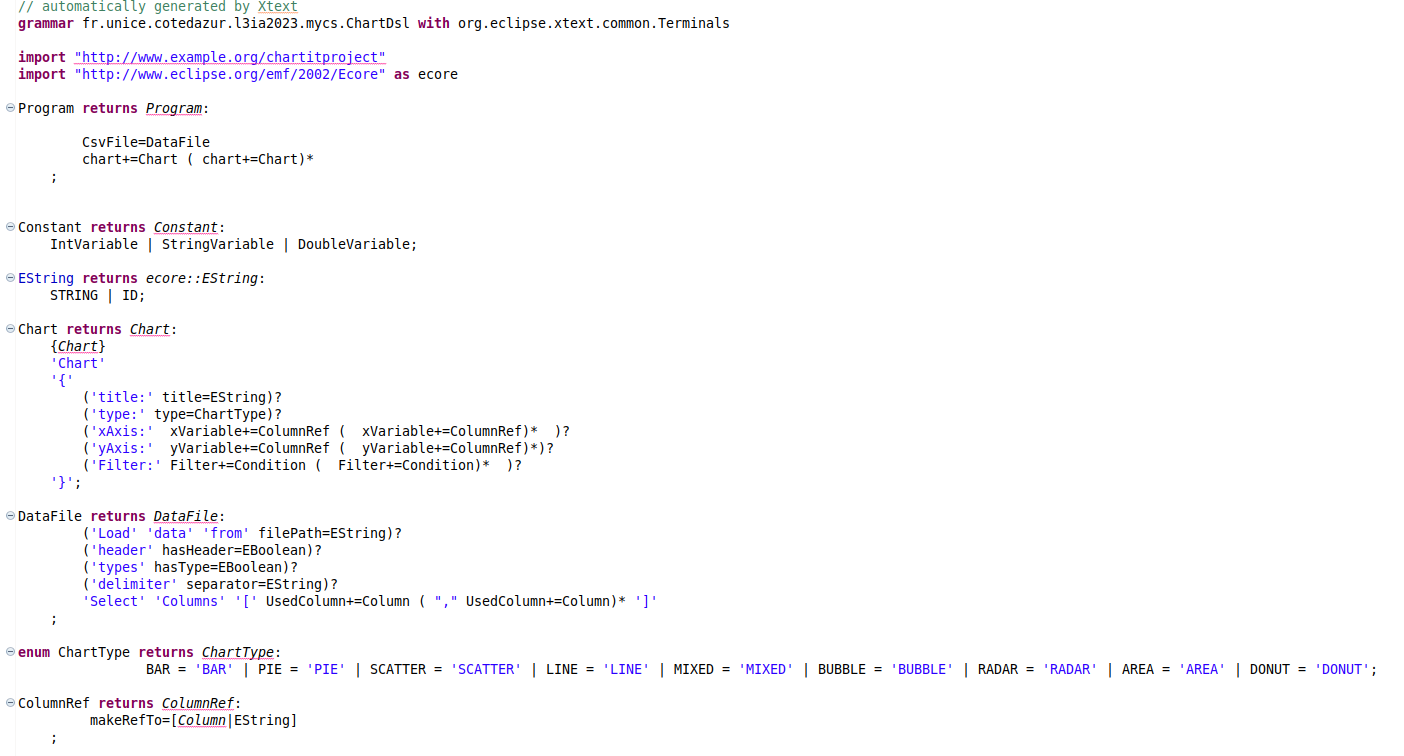 // automatically generated by Xtext
grammar fr.unice.cotedazur.l3ia2023.mycs.ChartDsl with org.eclipse.xtext.common.Terminals
import "http://www.example.org/chartitproject"
import "http://www.eclipse.org/emf/2002/Ecore" as ecore
Program returns Program:
CsvFile=DataFile
chart+=Chart ( chart+=Chart)*
;
Constant returns Constant:
IntVariable | StringVariable | DoubleVariable;
EString returns ecore::EString:
STRING | ID;
Chart returns Chart:
{Chart}
'Chart'
'{'
('title:' title=EString)?
('type:' type=ChartType)?
('xAxis:'  xVariable+=ColumnRef (  xVariable+=ColumnRef)*  )?
('yAxis:'  yVariable+=ColumnRef (  yVariable+=ColumnRef)*)?
('Filter:' Filter+=Condition (  Filter+=Condition)*  )?
'}';
DataFile returns DataFile:
('Load' 'data' 'from' filePath=EString)?
('header' hasHeader=EBoolean)?
('types' hasType=EBoolean)?
('delimiter' separator=EString)?
'Select' 'Columns' '[' UsedColumn+=Column ( "," UsedColumn+=Column)* ']'
;
enum ChartType returns ChartType:
BAR = 'BAR' | PIE = 'PIE' | SCATTER = 'SCATTER' | LINE = 'LINE' | MIXED = 'MIXED' | BUBBLE = 'BUBBLE' | RADAR = 'RADAR' | AREA = 'AREA' | DONUT = 'DONUT';
ColumnRef returns ColumnRef:
makeRefTo=[Column|EString]
;